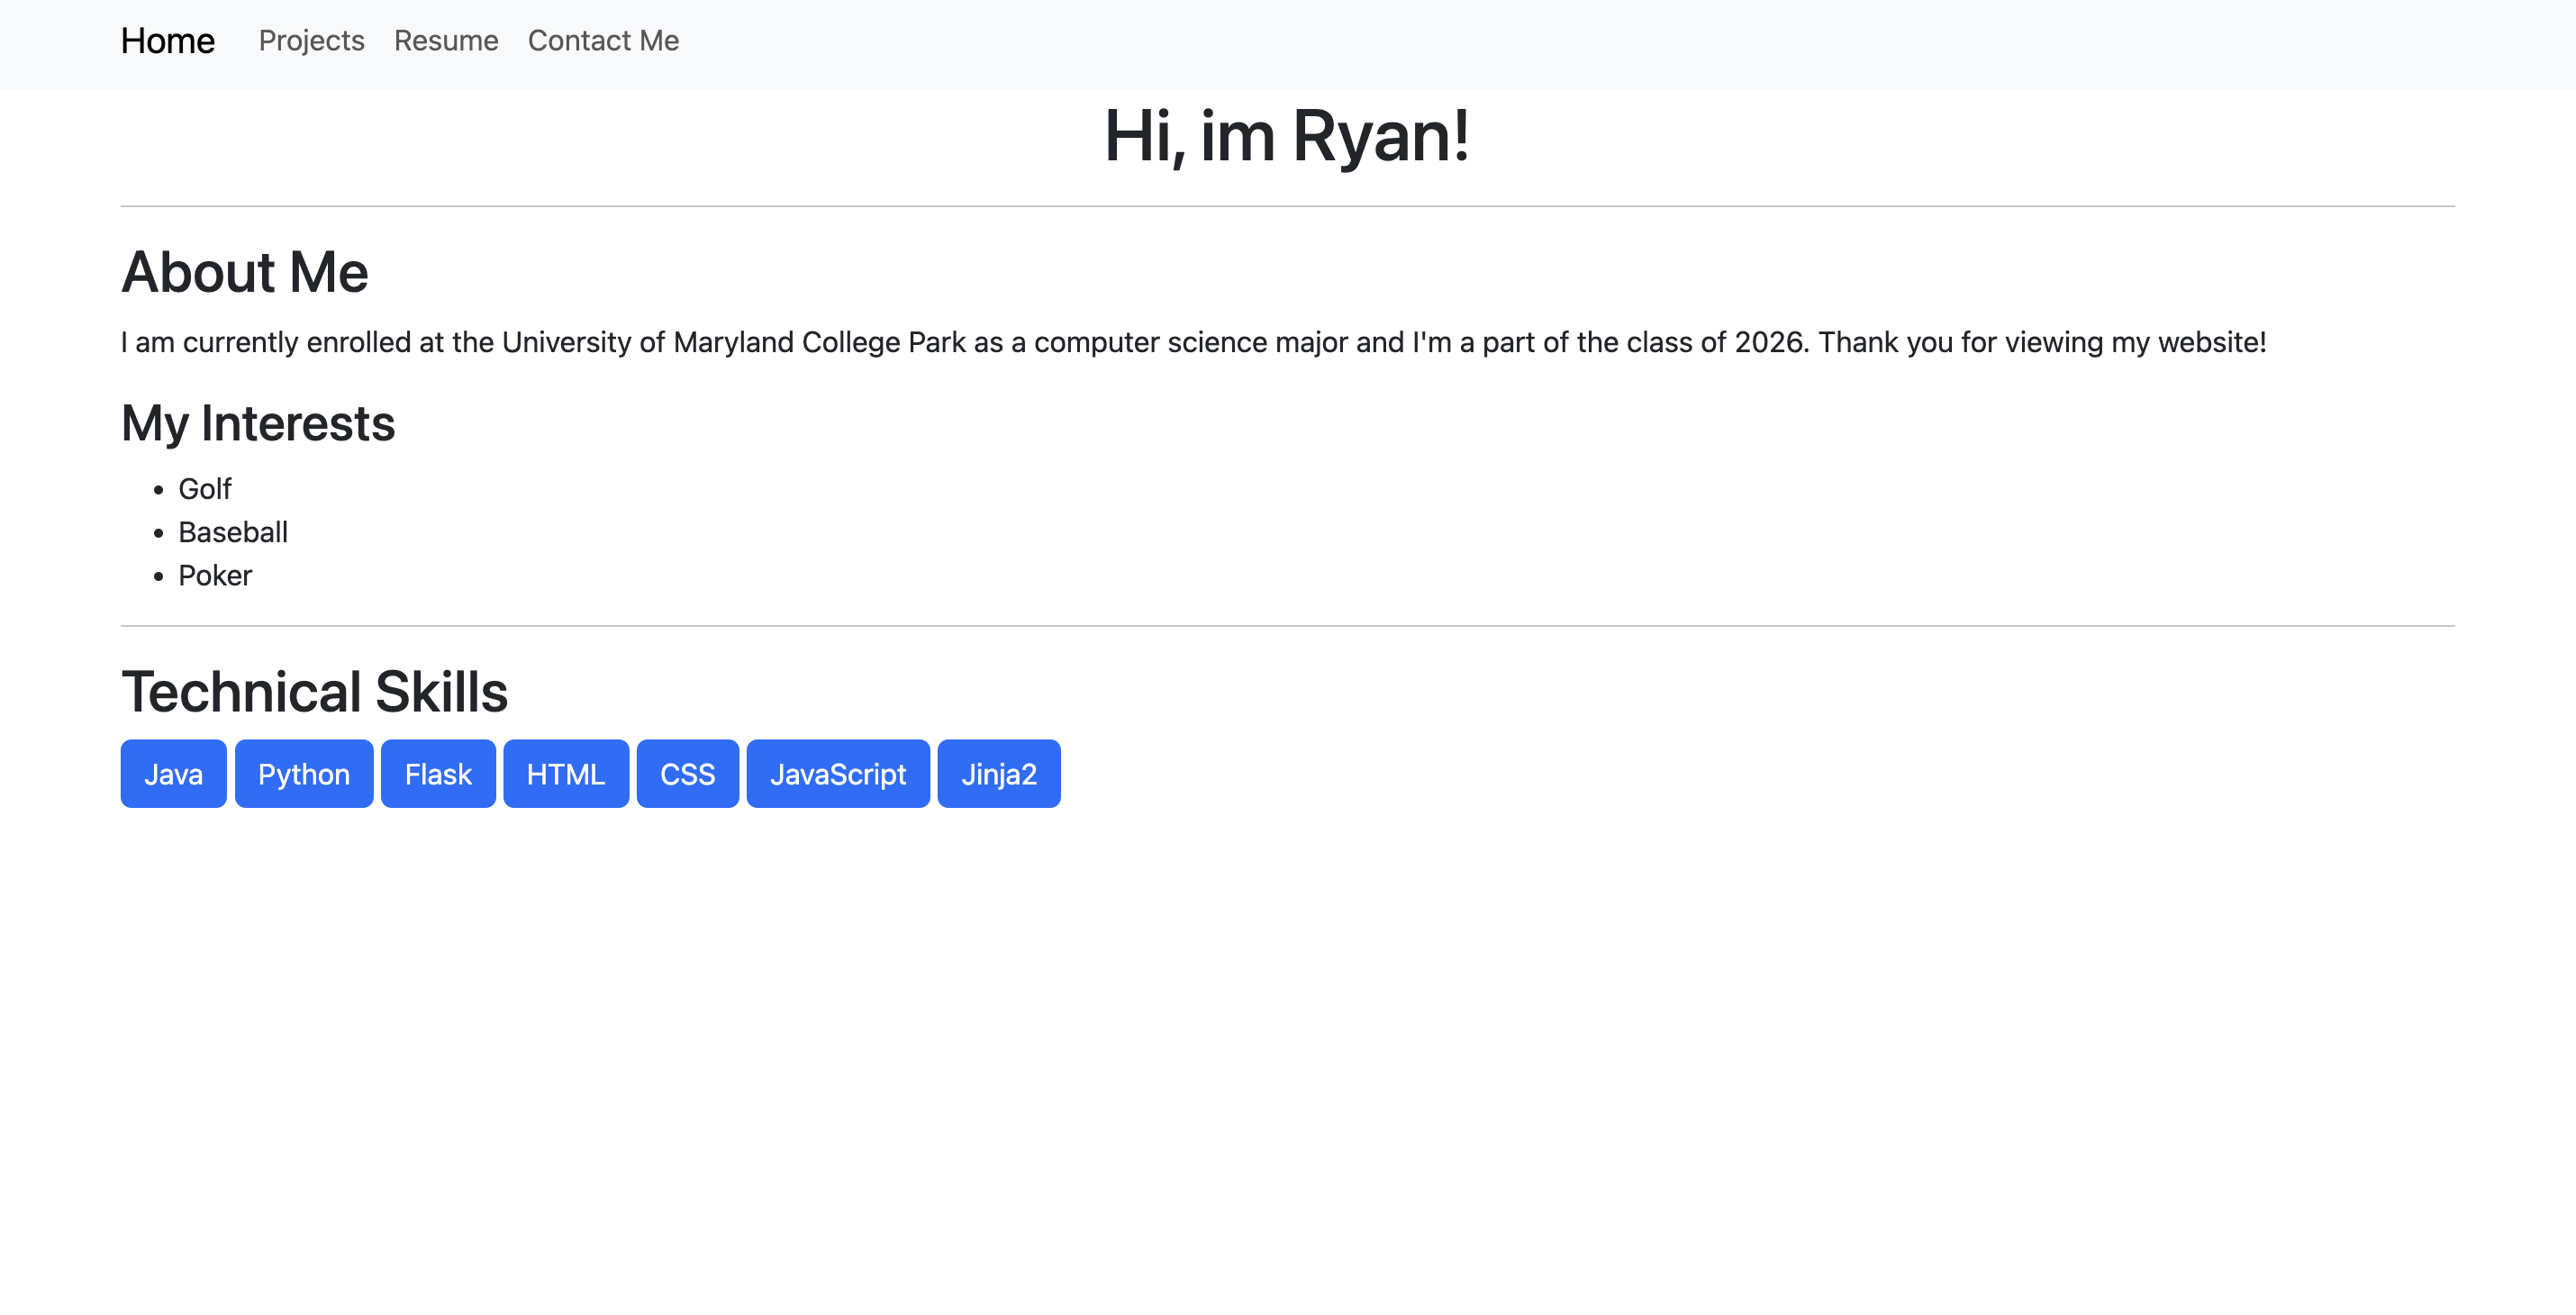 Home Projects Resume Contact Me
Hi, im Ryan!
About Me
I am currently enrolled at the University of Maryland College Park as a computer science major and I'm a part of the class of 2026. Thank you for viewing my website!
My Interests
• Golf
• Baseball
• Poker
Technical Skills
Java Python Flask HTML CSS JavaScript Jinja2